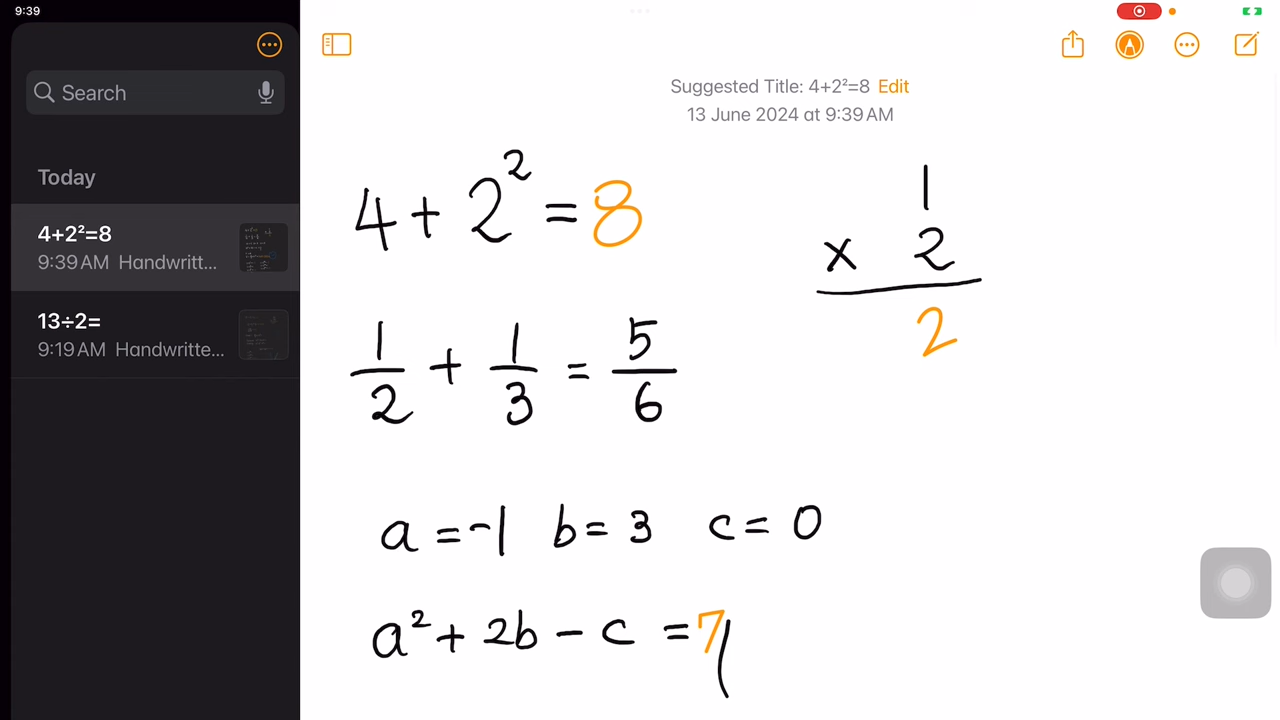 9:39
Search
Today
4+2²=8
9:39 AM Handwritt...
13÷2=
9:19 AM Handwritte...
Suggested Title: 4+2²=8 Edit
13 June 2024 at 9:39 AM
4 + 2² = 8
1/2 + 1/3 = 5/6
a = -1 b = 3 c = 0
a² + 2b - c = 7
1
x 2
2